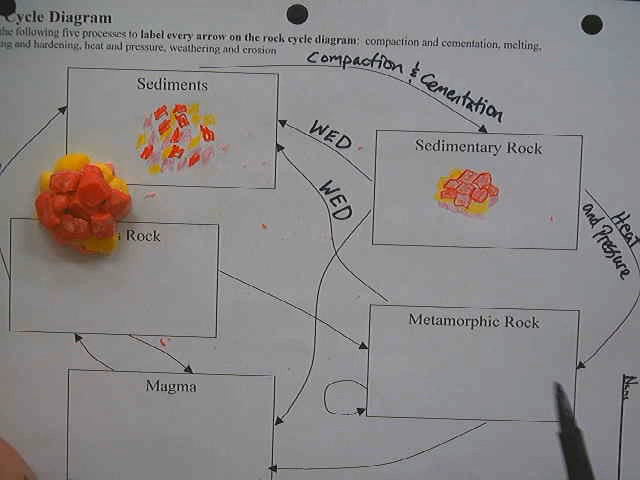 Cycle Diagram
the following five processes to label every arrow on the rock cycle diagram: compaction and cementation, melting,
ing and hardening, heat and pressure, weathering and erosion
Compaction & Cementation
Sediments
WED
Sedimentary Rock
WED
Heat
and Pressure
Rock
Metamorphic Rock
Magma